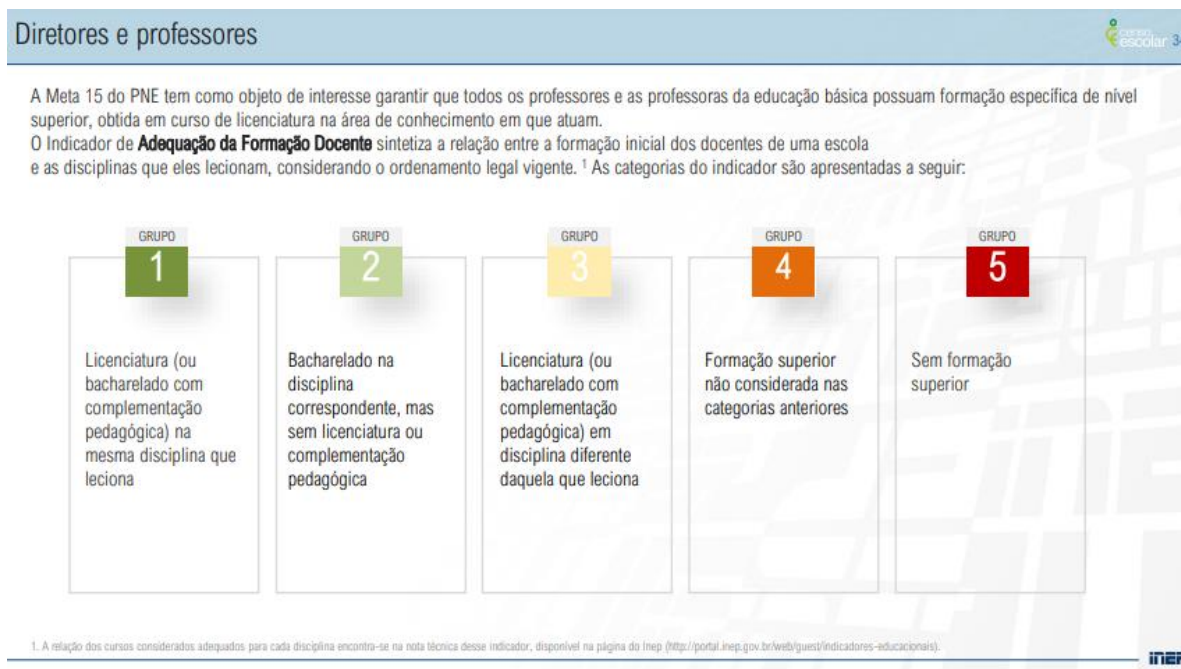 Diretores e professores
censo
escolar
A Meta 15 do PNE tem como objeto de interesse garantir que todos os professores e as professoras da educação básica possuam formação específica de nível
superior, obtida em curso de licenciatura na área de conhecimento em que atuam.
O Indicador de Adequação da Formação Docente sintetiza a relação entre a formação inicial dos docentes de uma escola
e as disciplinas que eles lecionam, considerando o ordenamento legal vigente. ¹ As categorias do indicador são apresentadas a seguir:
GRUPO
1
Licenciatura (ou
bacharelado com
complementação
pedagógica) na
mesma disciplina que
leciona
GRUPO
2
Bacharelado na
disciplina
correspondente, mas
sem licenciatura ou
complementação
pedagógica
GRUPO
3
Licenciatura (ou
bacharelado com
complementação
pedagógica) em
disciplina diferente
daquela que leciona
GRUPO
4
Formação superior
não considerada nas
categorias anteriores
GRUPO
5
Sem formação
superior
1. A relação dos cursos considerados adequados para cada disciplina encontra-se na nota técnica desse indicador, disponível na página do Inep (http://portal.inep.gov.br/web/guest/indicadores-educacionais).